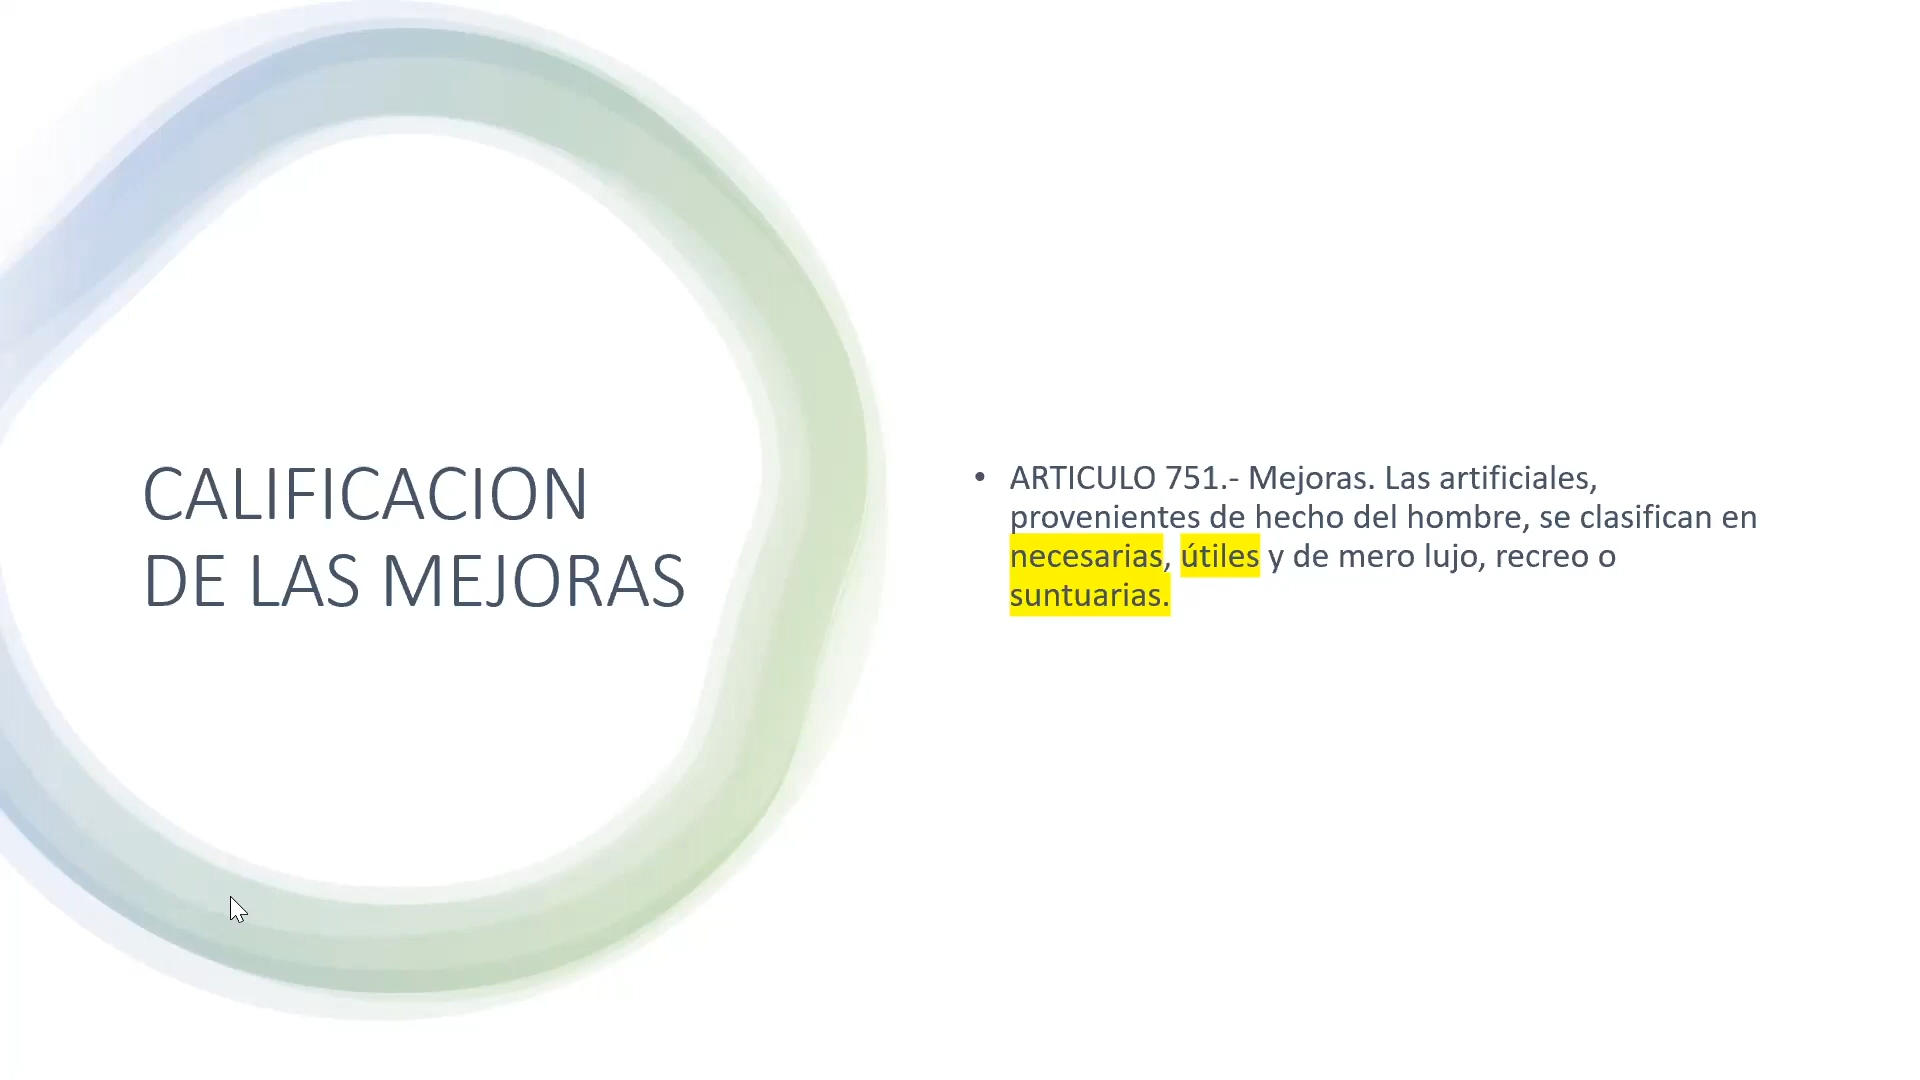 CALIFICACION
DE LAS MEJORAS
• ARTICULO 751.- Mejoras. Las artificiales,
provenientes de hecho del hombre, se clasifican en
necesarias, útiles y de mero lujo, recreo o
suntuarias.